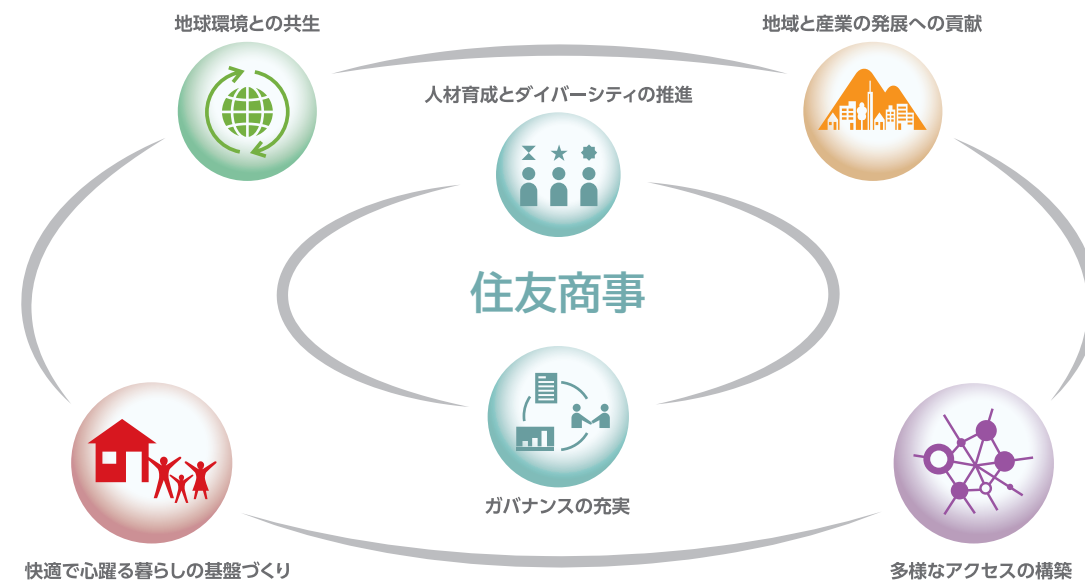 地球環境との共生
地域と産業の発展への貢献
人材育成とダイバーシティの推進
住友商事
ガバナンスの充実
快適で心躍る暮らしの基盤づくり
多様なアクセスの構築